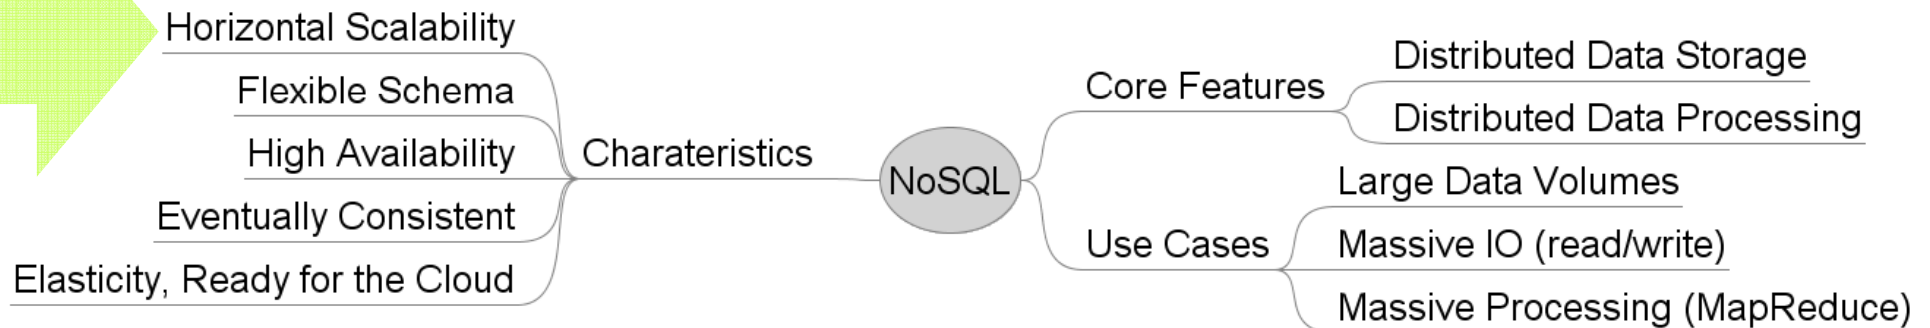 Horizontal Scalability
Flexible Schema
High Availability
Eventually Consistent
Elasticity, Ready for the Cloud
Charateristics
NoSQL
Core Features
Distributed Data Storage
Distributed Data Processing
Use Cases
Large Data Volumes
Massive IO (read/write)
Massive Processing (MapReduce)